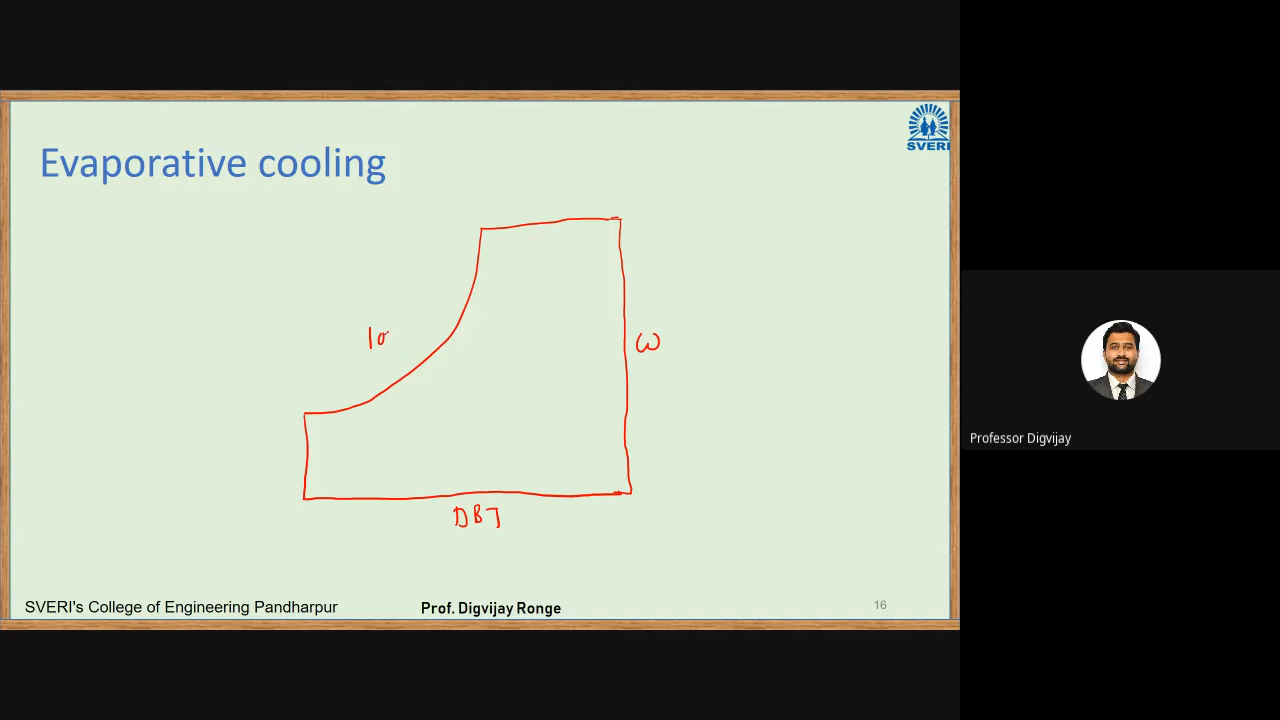 SVERI
Evaporative cooling
10
ω
DBT
SVERI's College of Engineering Pandharpur
Prof. Digvijay Ronge
16
Professor Digvijay